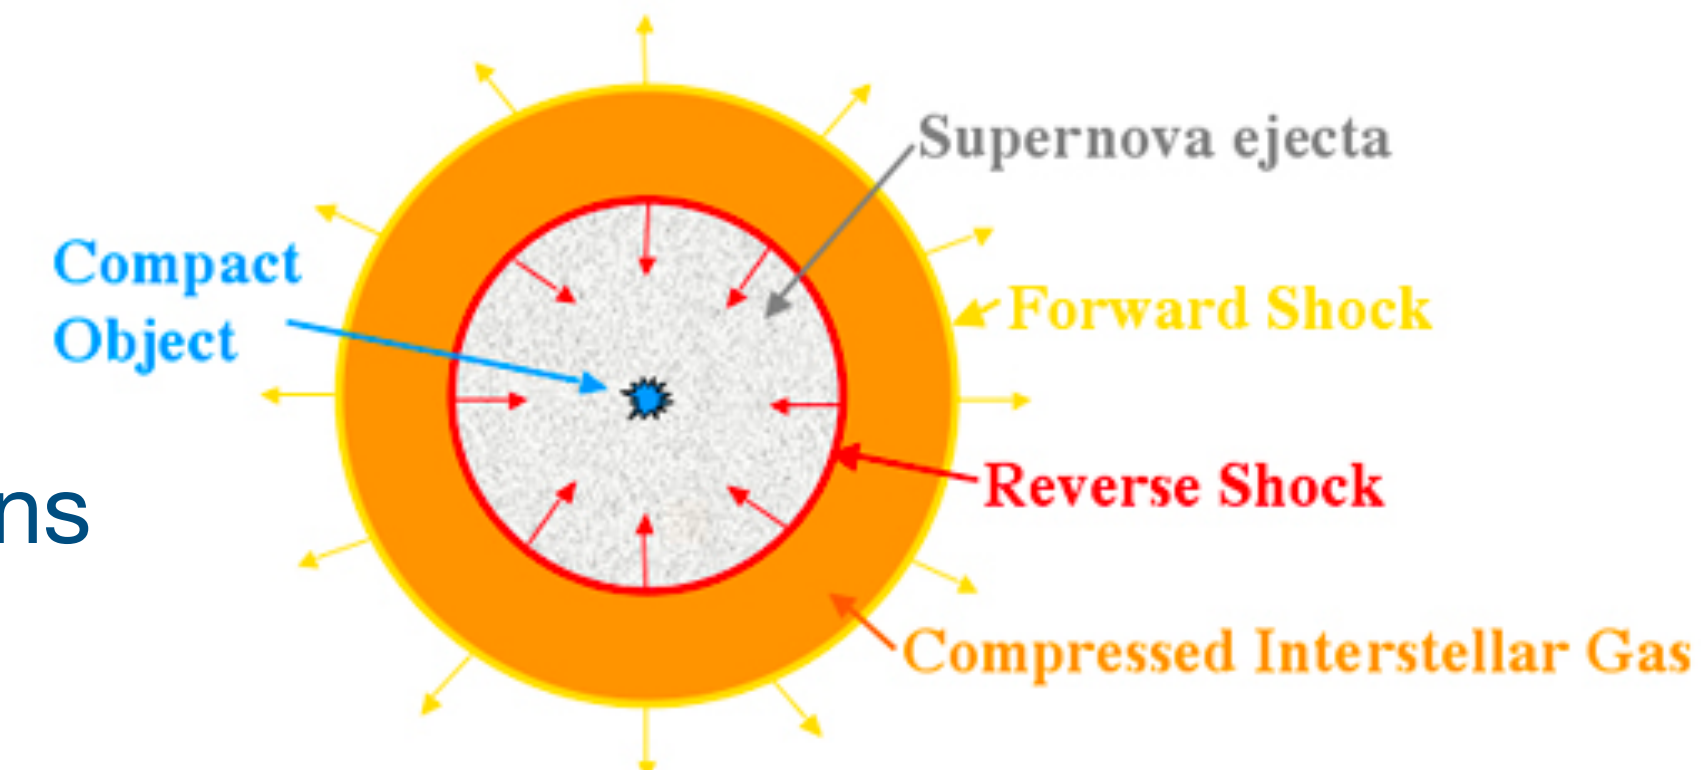 Supernova ejecta
Compact
Object
Forward Shock
Reverse Shock
ns
Compressed Interstellar Gas